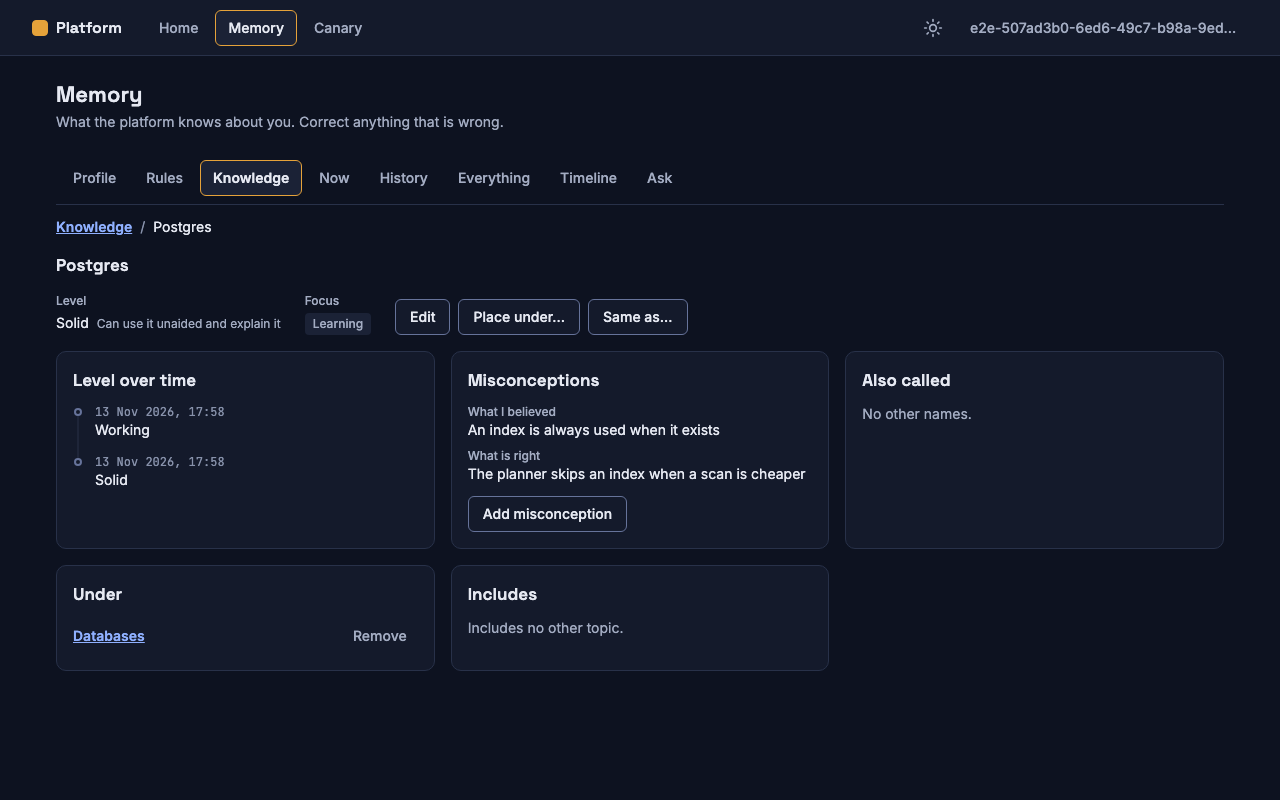 Platform
Home
Memory
Canary
e2e-507ad3b0-6ed6-49c7-b98a-9ed...
Memory
What the platform knows about you. Correct anything that is wrong.
Profile
Rules
Knowledge
Now
History
Everything
Timeline
Ask
Knowledge / Postgres
Postgres
Level
Solid Can use it unaided and explain it
Focus
Learning
Edit
Place under...
Same as...
Level over time
13 Nov 2026, 17:58
Working
13 Nov 2026, 17:58
Solid
Misconceptions
What I believed
An index is always used when it exists
What is right
The planner skips an index when a scan is cheaper
Add misconception
Also called
No other names.
Under
Databases
Remove
Includes
Includes no other topic.